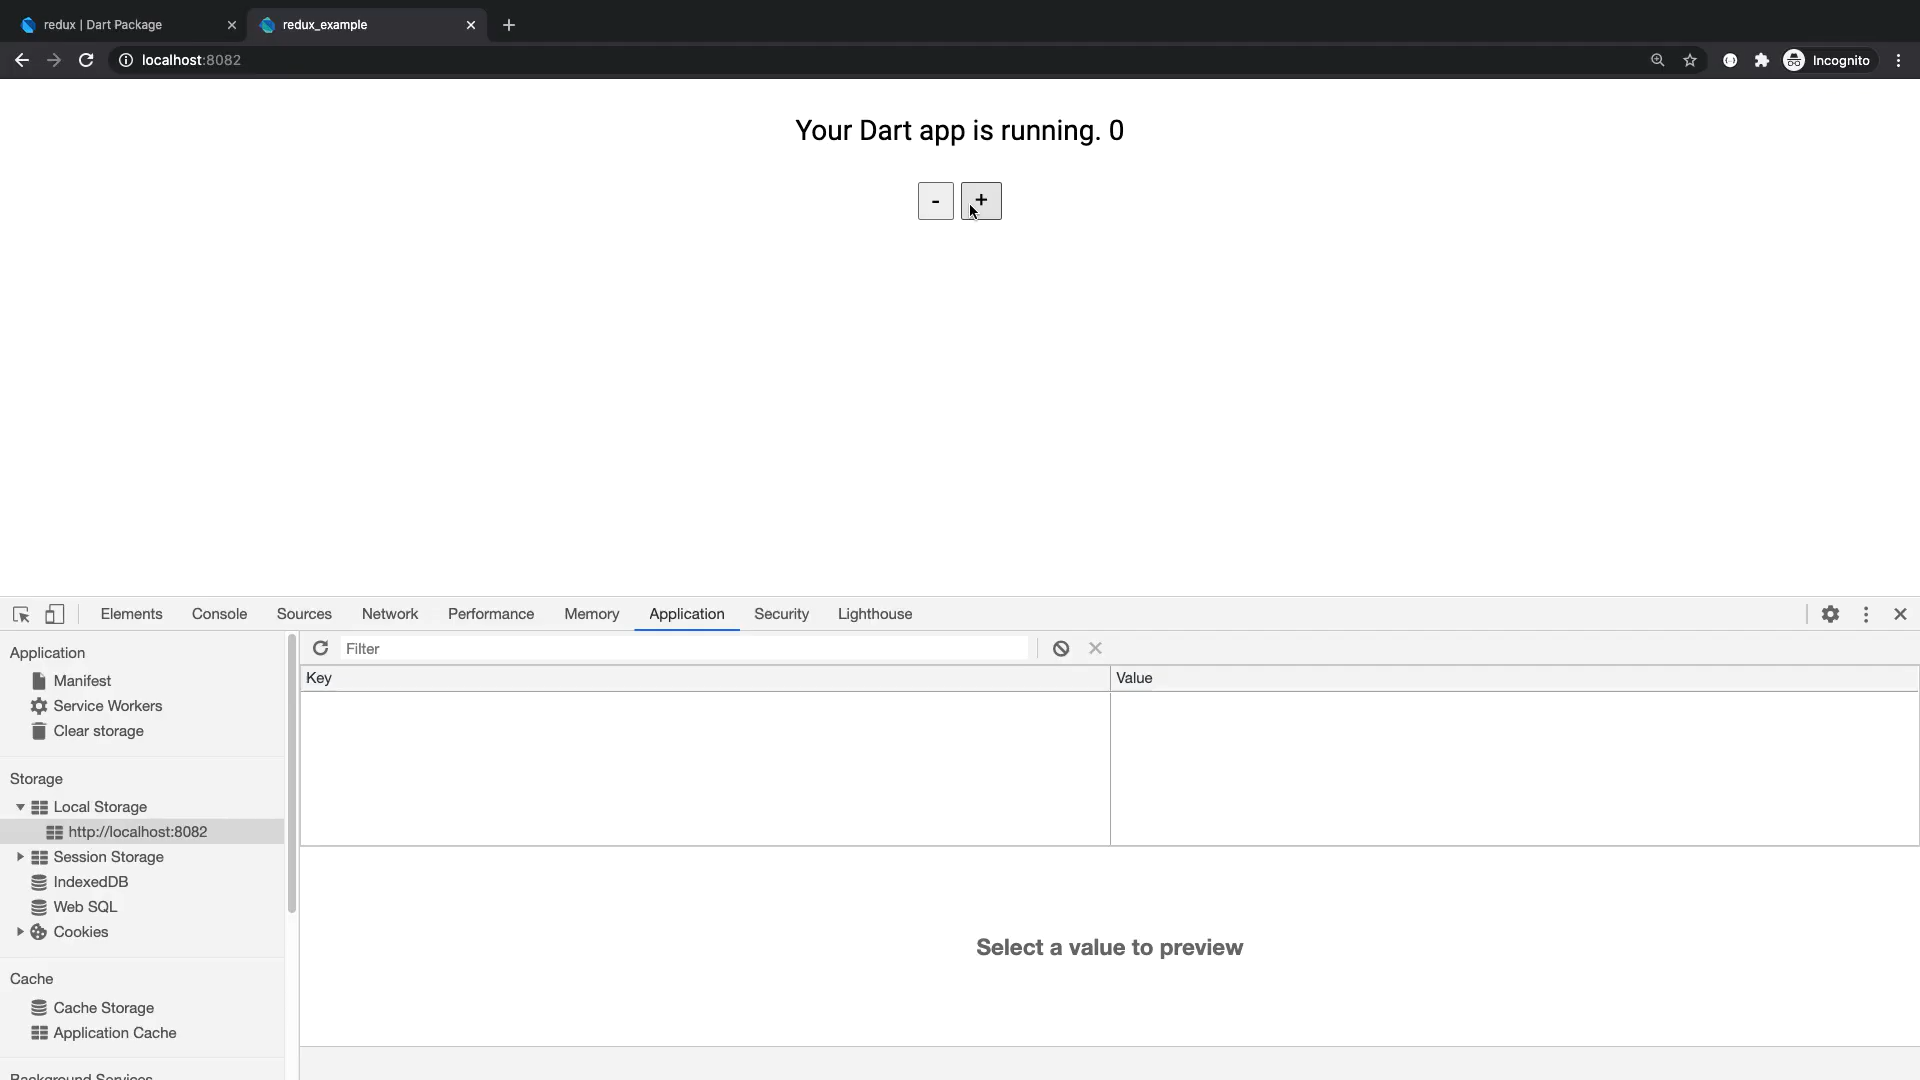 redux | Dart Package
redux_example
localhost:8082
Incognito
Your Dart app is running. 0
- +
Elements Console Sources Network Performance Memory Application Security Lighthouse
Application
Filter
Key Value
Manifest
Service Workers
Clear storage
Storage
Local Storage
http://localhost:8082
Session Storage
IndexedDB
Web SQL
Cookies
Select a value to preview
Cache
Cache Storage
Application Cache
Background Services